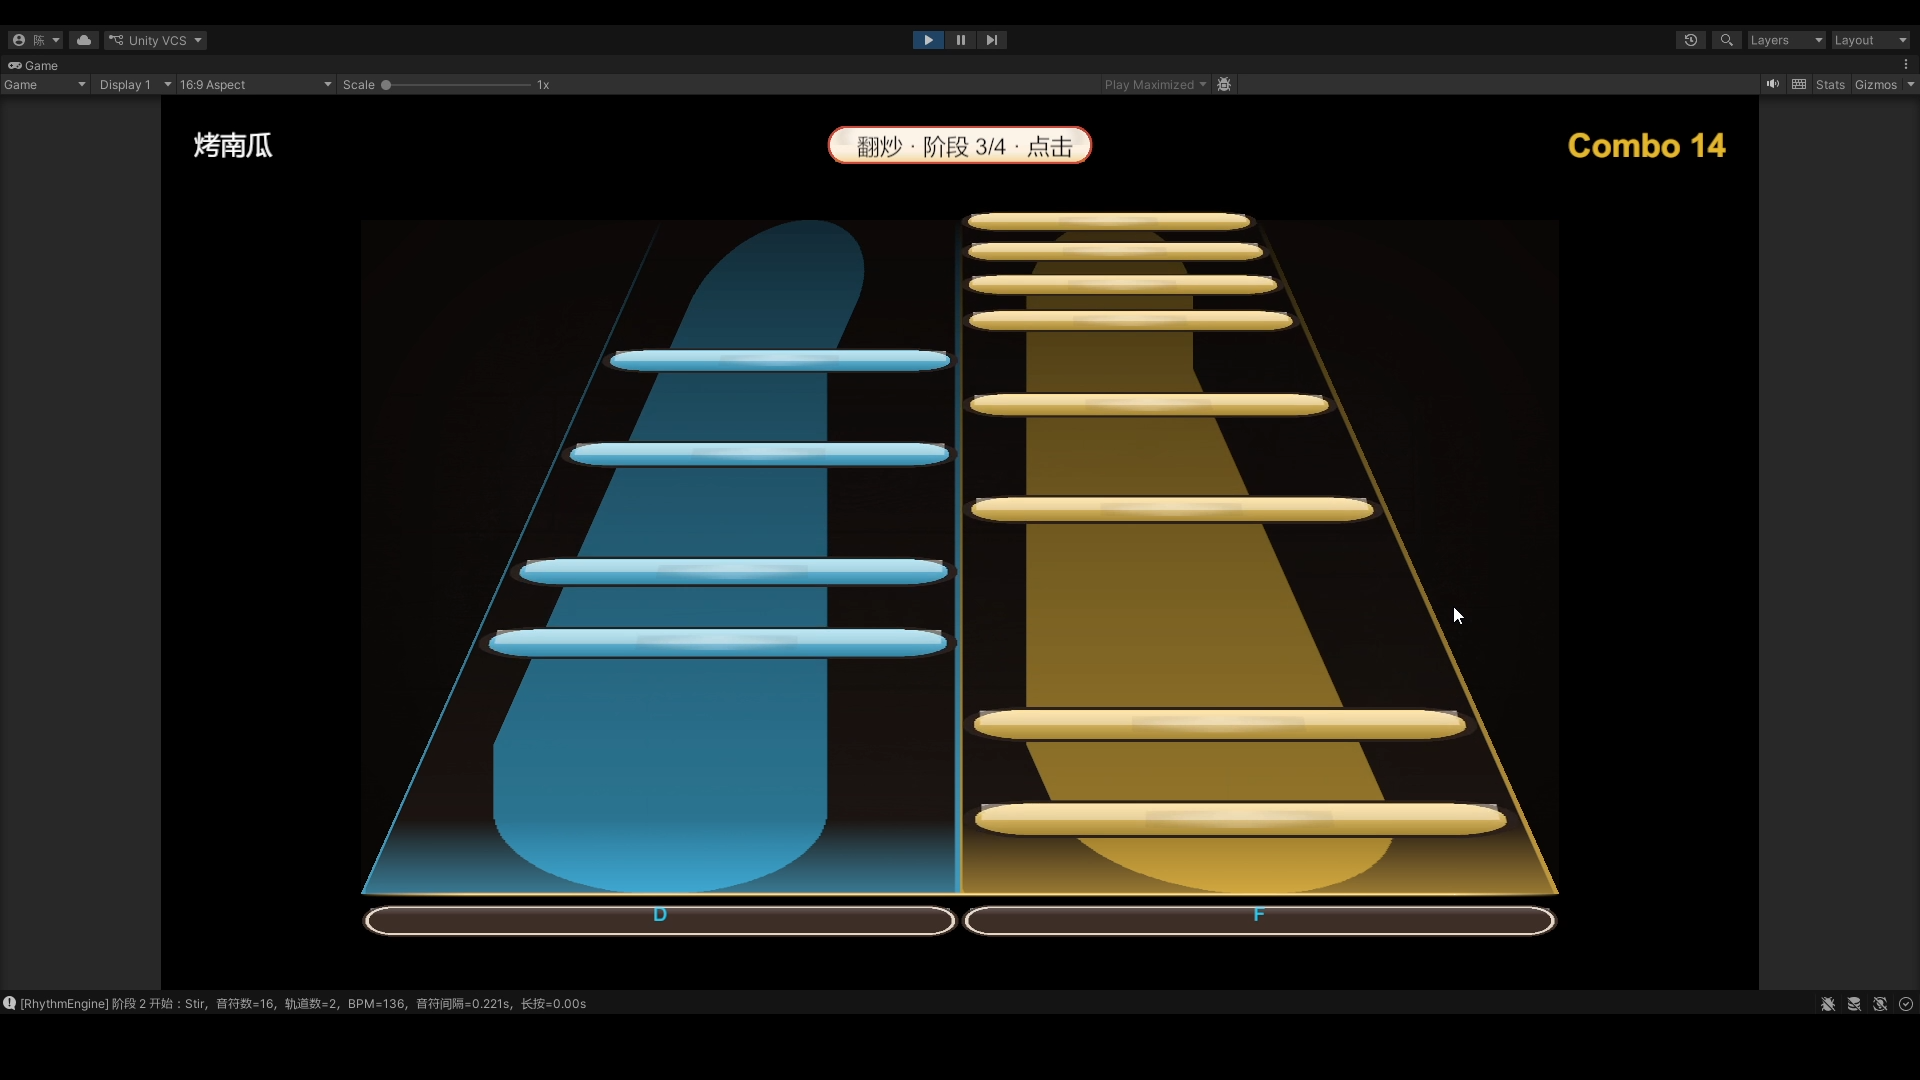 陈 Unity VCS Layers Layout
Game
Game Display 1 16:9 Aspect Scale 1x Play Maximized Stats Gizmos
烤南瓜 翻炒 · 阶段 3/4 · 点击 Combo 14
D F
[RhythmEngine] 阶段 2 开始：Stir，音符数=16，轨道数=2，BPM=136，音符间隔=0.221s，长按=0.00s